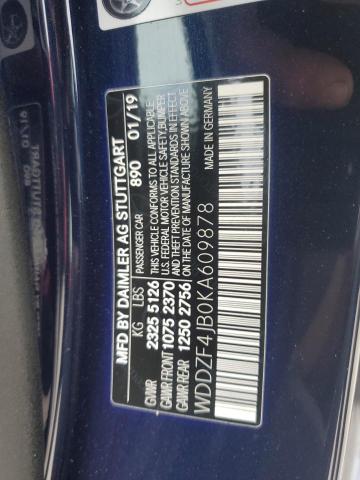 MFD BY DAIMLER AG STUTTGART
KG LBS PASSENGER CAR 890 01/19
GVWR 2325 5126 THIS VEHICLE CONFORMS TO ALL APPLICABLE
GAWR FRONT 1075 2370 U.S. FEDERAL MOTOR VEHICLE SAFETY,BUMPER
AND THEFT PREVENTION STANDARDS IN EFFECT
GAWR REAR 1250 2756 ON THE DATE OF MANUFACTURE SHOWN ABOVE
WDDZF4JB0KA609878 MADE IN GERMANY